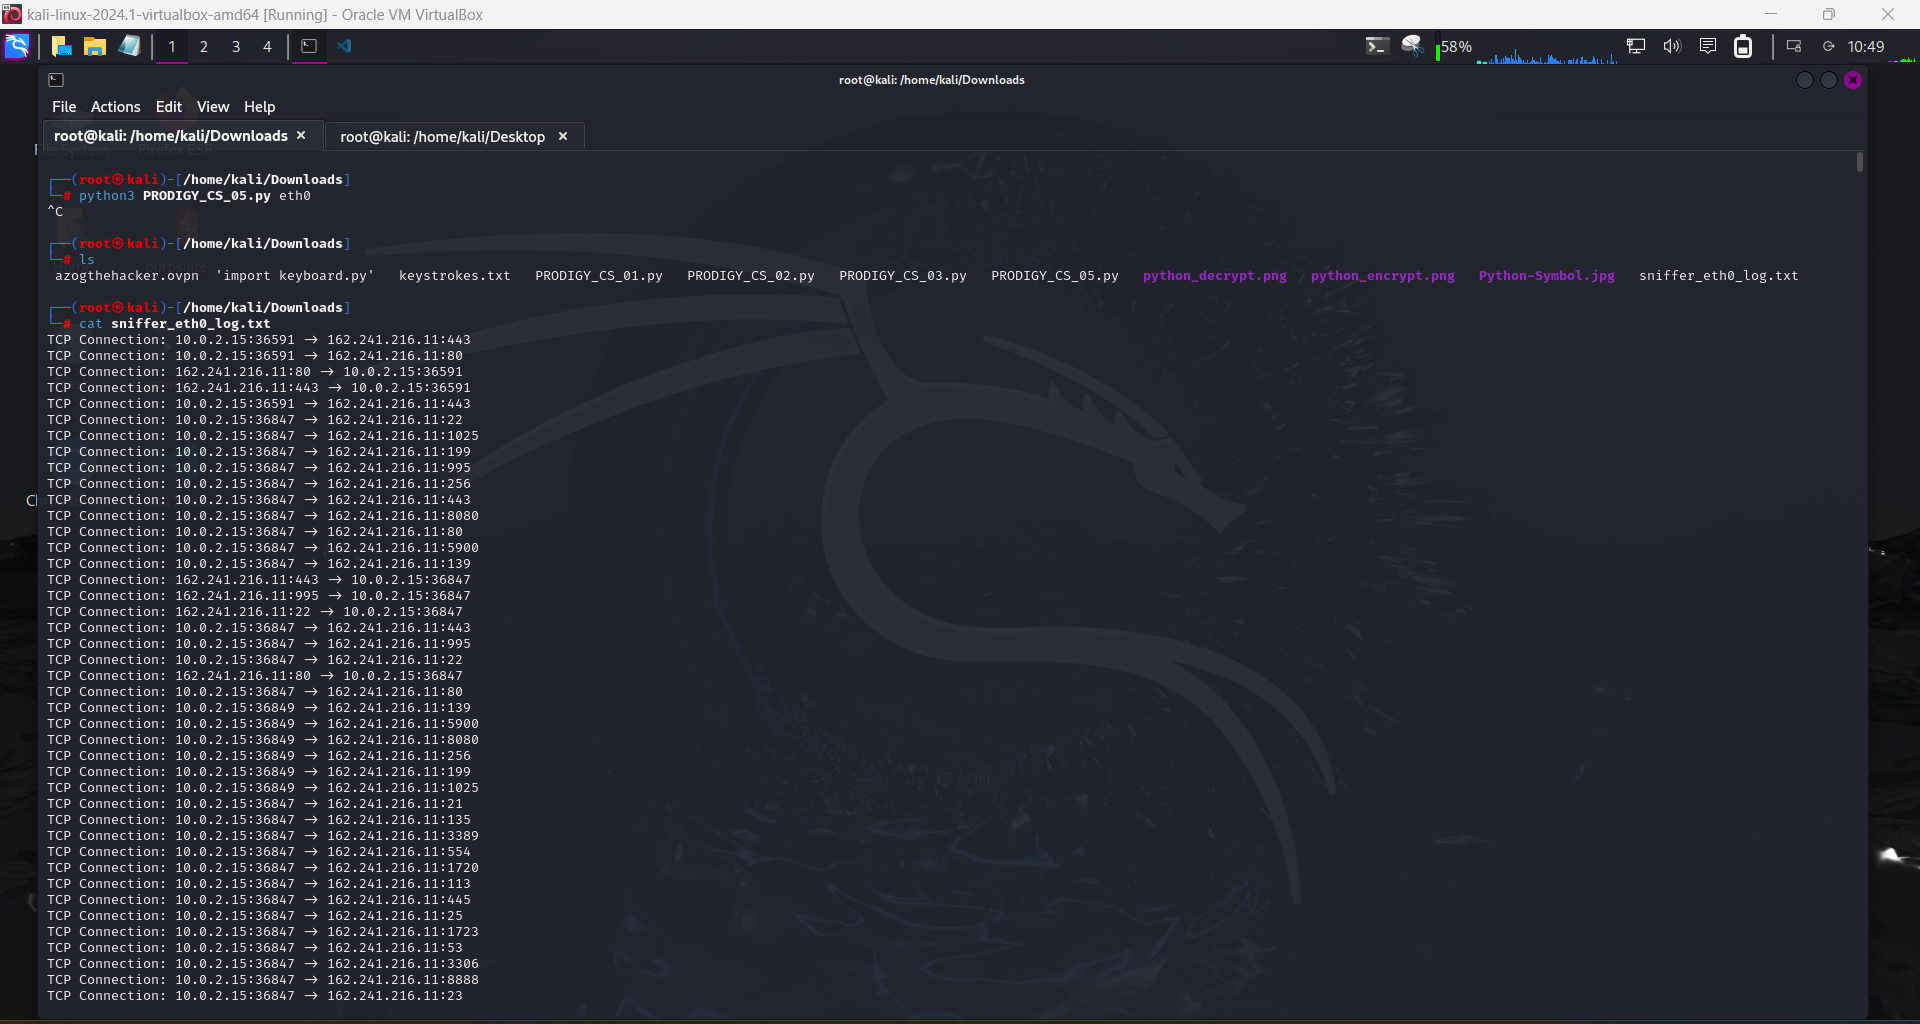 kali-linux-2024.1-virtualbox-amd64 [Running] - Oracle VM VirtualBox
1 2 3 4 58% 10:49
root@kali: /home/kali/Downloads
File Actions Edit View Help
root@kali: /home/kali/Downloads × root@kali: /home/kali/Desktop ×
┌──(root㉿kali)-[/home/kali/Downloads]
└─# python3 PRODIGY_CS_05.py eth0
^C
┌──(root㉿kali)-[/home/kali/Downloads]
└─# ls
azogthehacker.ovpn 'import keyboard.py' keystrokes.txt PRODIGY_CS_01.py PRODIGY_CS_02.py PRODIGY_CS_03.py PRODIGY_CS_05.py python_decrypt.png python_encrypt.png Python-Symbol.jpg sniffer_eth0_log.txt
┌──(root㉿kali)-[/home/kali/Downloads]
└─# cat sniffer_eth0_log.txt
TCP Connection: 10.0.2.15:36591 → 162.241.216.11:443
TCP Connection: 10.0.2.15:36591 → 162.241.216.11:80
TCP Connection: 162.241.216.11:80 → 10.0.2.15:36591
TCP Connection: 162.241.216.11:443 → 10.0.2.15:36591
TCP Connection: 10.0.2.15:36591 → 162.241.216.11:443
TCP Connection: 10.0.2.15:36847 → 162.241.216.11:22
TCP Connection: 10.0.2.15:36847 → 162.241.216.11:1025
TCP Connection: 10.0.2.15:36847 → 162.241.216.11:199
TCP Connection: 10.0.2.15:36847 → 162.241.216.11:995
TCP Connection: 10.0.2.15:36847 → 162.241.216.11:256
TCP Connection: 10.0.2.15:36847 → 162.241.216.11:443
TCP Connection: 10.0.2.15:36847 → 162.241.216.11:8080
TCP Connection: 10.0.2.15:36847 → 162.241.216.11:80
TCP Connection: 10.0.2.15:36847 → 162.241.216.11:5900
TCP Connection: 10.0.2.15:36847 → 162.241.216.11:139
TCP Connection: 162.241.216.11:443 → 10.0.2.15:36847
TCP Connection: 162.241.216.11:995 → 10.0.2.15:36847
TCP Connection: 162.241.216.11:22 → 10.0.2.15:36847
TCP Connection: 10.0.2.15:36847 → 162.241.216.11:443
TCP Connection: 10.0.2.15:36847 → 162.241.216.11:995
TCP Connection: 10.0.2.15:36847 → 162.241.216.11:22
TCP Connection: 162.241.216.11:80 → 10.0.2.15:36847
TCP Connection: 10.0.2.15:36847 → 162.241.216.11:80
TCP Connection: 10.0.2.15:36849 → 162.241.216.11:139
TCP Connection: 10.0.2.15:36849 → 162.241.216.11:5900
TCP Connection: 10.0.2.15:36849 → 162.241.216.11:8080
TCP Connection: 10.0.2.15:36849 → 162.241.216.11:256
TCP Connection: 10.0.2.15:36849 → 162.241.216.11:199
TCP Connection: 10.0.2.15:36849 → 162.241.216.11:1025
TCP Connection: 10.0.2.15:36847 → 162.241.216.11:21
TCP Connection: 10.0.2.15:36847 → 162.241.216.11:135
TCP Connection: 10.0.2.15:36847 → 162.241.216.11:3389
TCP Connection: 10.0.2.15:36847 → 162.241.216.11:554
TCP Connection: 10.0.2.15:36847 → 162.241.216.11:1720
TCP Connection: 10.0.2.15:36847 → 162.241.216.11:113
TCP Connection: 10.0.2.15:36847 → 162.241.216.11:445
TCP Connection: 10.0.2.15:36847 → 162.241.216.11:25
TCP Connection: 10.0.2.15:36847 → 162.241.216.11:1723
TCP Connection: 10.0.2.15:36847 → 162.241.216.11:53
TCP Connection: 10.0.2.15:36847 → 162.241.216.11:3306
TCP Connection: 10.0.2.15:36847 → 162.241.216.11:8888
TCP Connection: 10.0.2.15:36847 → 162.241.216.11:23